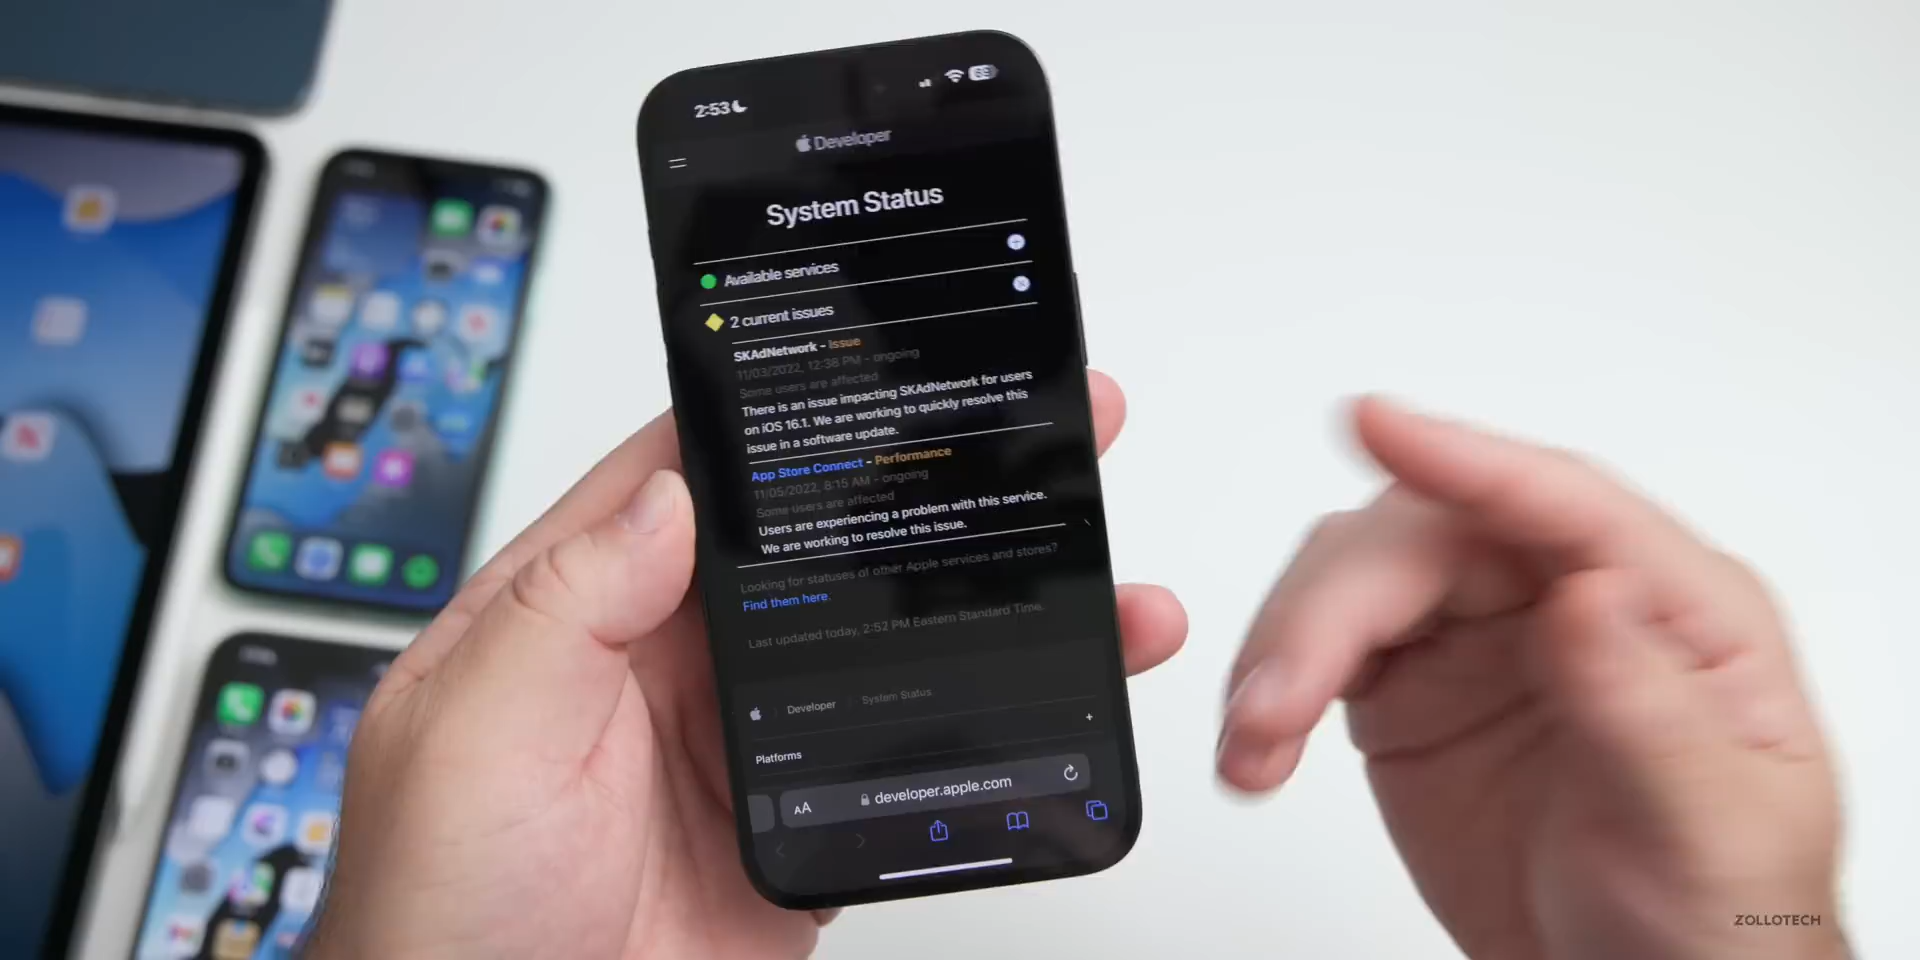 2:53
69
Developer
System Status
Available services
2 current issues
SKAdNetwork - Issue
11/03/2022, 12:38 PM - ongoing
Some users are affected
There is an issue impacting SKAdNetwork for users
on iOS 16.1. We are working to quickly resolve this
issue in a software update.
App Store Connect - Performance
11/05/2022, 8:15 AM - ongoing
Some users are affected
Users are experiencing a problem with this service.
We are working to resolve this issue.
Looking for statuses of other Apple services and stores?
Find them here.
Last updated today, 2:52 PM Eastern Standard Time.
Developer
System Status
Platforms
+
AA
developer.apple.com
ZOLLOTECH